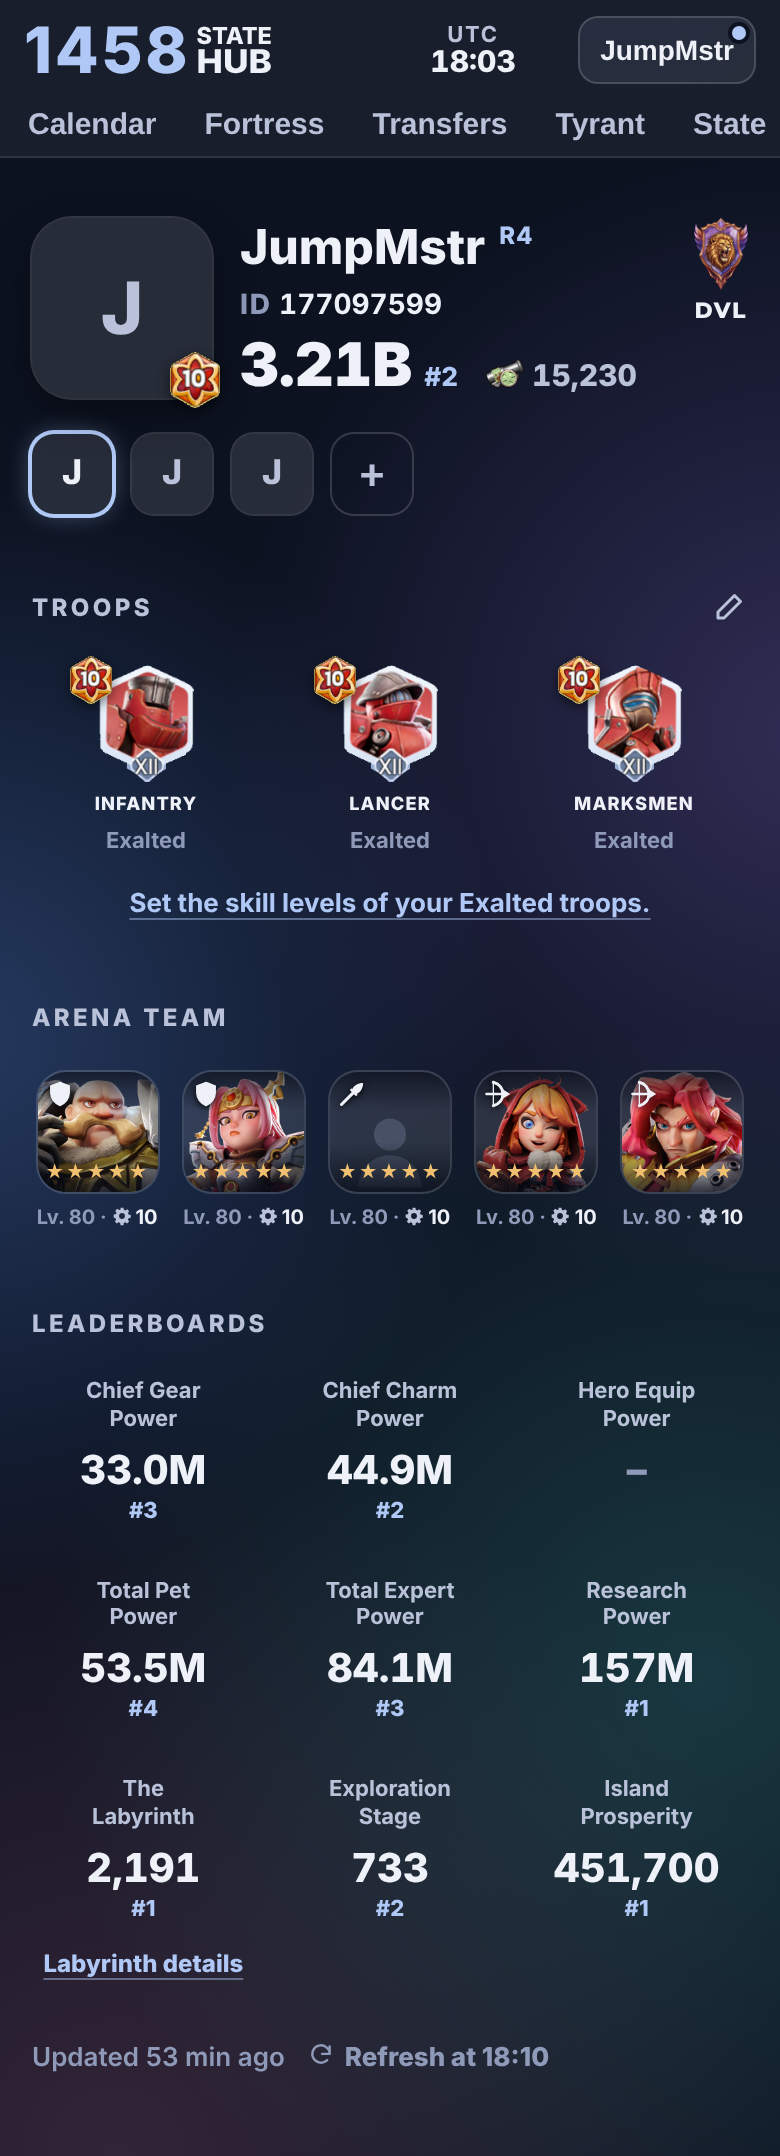 1458 STATE HUB
UTC
18:03
JumpMstr
Calendar Fortress Transfers Tyrant State
J
10
JumpMstr R4
ID 177097599
3.21B #2 15,230
DVL
J J J +
TROOPS
10 10 10
XII XII XII
INFANTRY LANCER MARKSMEN
Exalted Exalted Exalted
Set the skill levels of your Exalted troops.
ARENA TEAM
Lv. 80 · 10 Lv. 80 · 10 Lv. 80 · 10 Lv. 80 · 10 Lv. 80 · 10
LEADERBOARDS
Chief Gear Power
33.0M
#3
Chief Charm Power
44.9M
#2
Hero Equip Power
–
Total Pet Power
53.5M
#4
Total Expert Power
84.1M
#3
Research Power
157M
#1
The Labyrinth
2,191
#1
Exploration Stage
733
#2
Island Prosperity
451,700
#1
Labyrinth details
Updated 53 min ago Refresh at 18:10